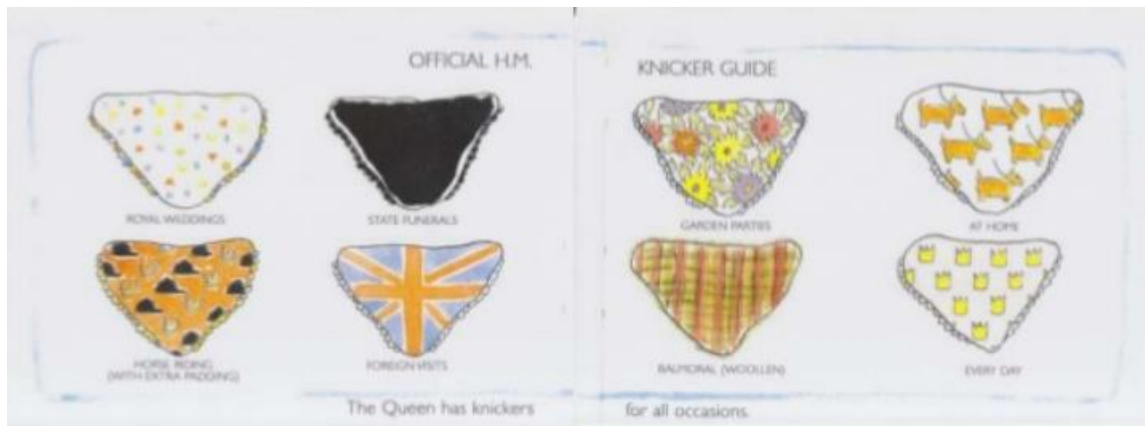 OFFICIAL H.M. KNICKER GUIDE
ROYAL WEDDINGS
STATE FUNERALS
GARDEN PARTIES
AT HOME
HORSE RIDING
(WITH EXTRA PADDING)
FOREIGN VISITS
BALMORAL (WOOLLEN)
EVERY DAY
The Queen has knickers for all occasions.